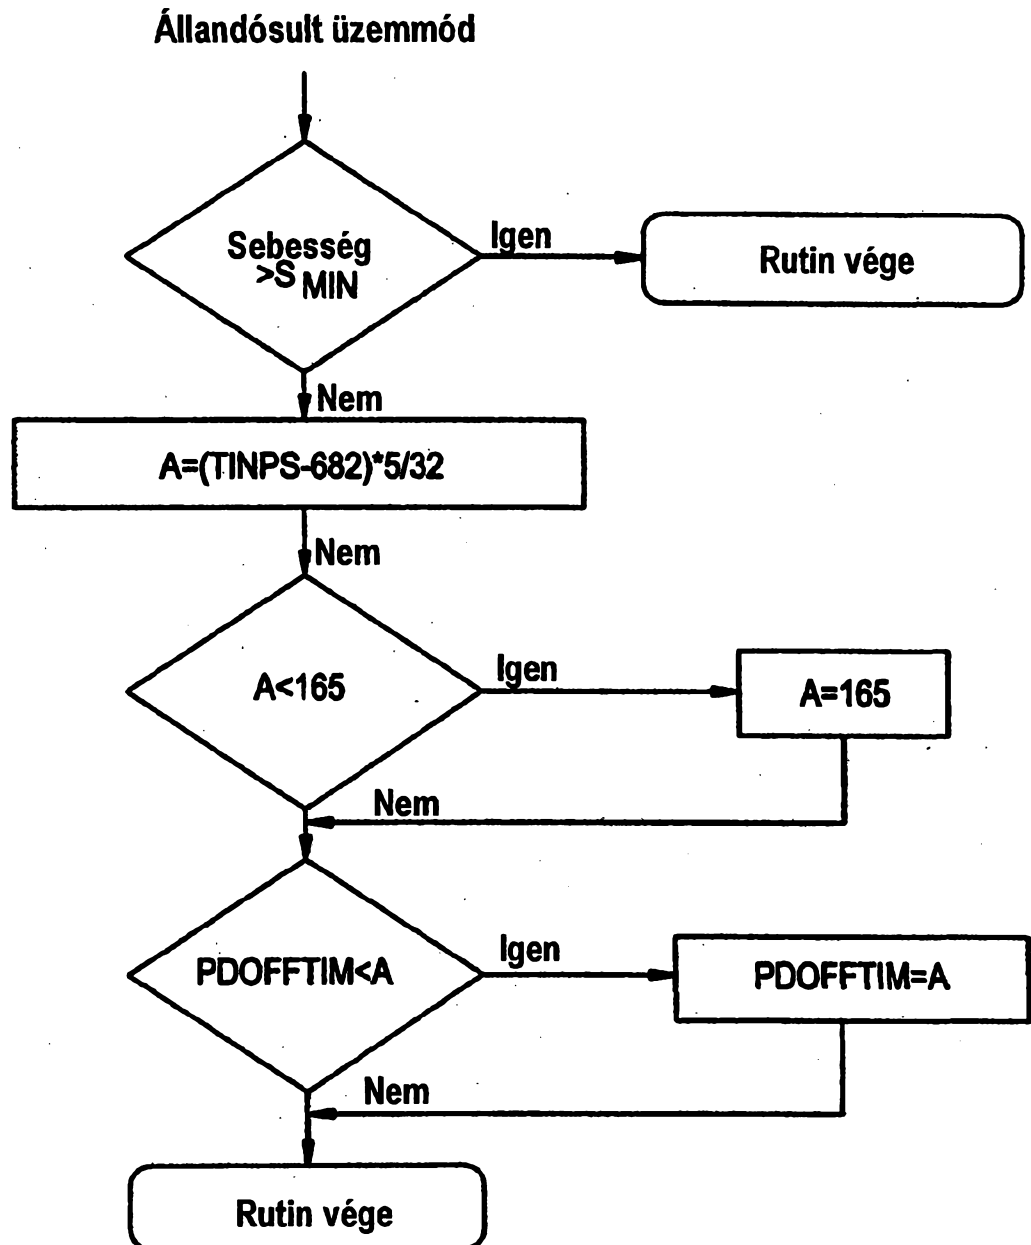 Állandósult üzemmód
Sebesség
>S MIN
Igen
Rutin vége
Nem
A=(TINPS-682)*5/32
Nem
A<165
Igen
A=165
Nem
PDOFFTIM<A
Igen
PDOFFTIM=A
Nem
Rutin vége